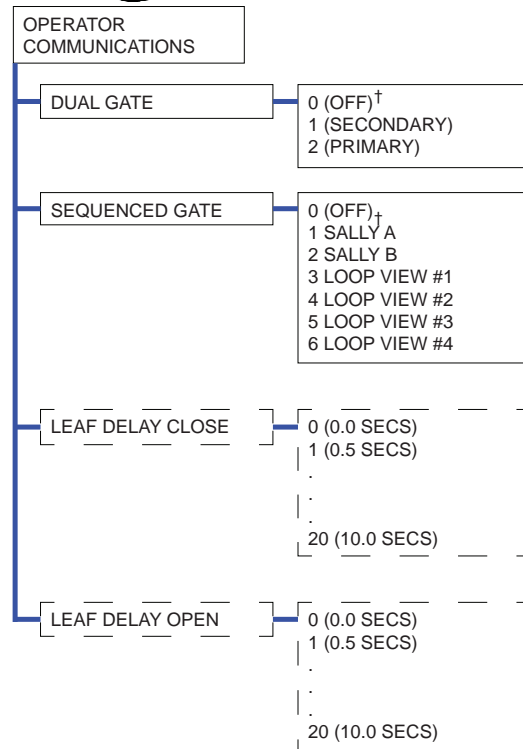 OPERATOR
COMMUNICATIONS
DUAL GATE
0 (OFF)†
1 (SECONDARY)
2 (PRIMARY)
SEQUENCED GATE
0 (OFF)†
1 SALLY A
2 SALLY B
3 LOOP VIEW #1
4 LOOP VIEW #2
5 LOOP VIEW #3
6 LOOP VIEW #4
LEAF DELAY CLOSE
0 (0.0 SECS)
1 (0.5 SECS)
.
.
.
20 (10.0 SECS)
LEAF DELAY OPEN
0 (0.0 SECS)
1 (0.5 SECS)
.
.
.
20 (10.0 SECS)